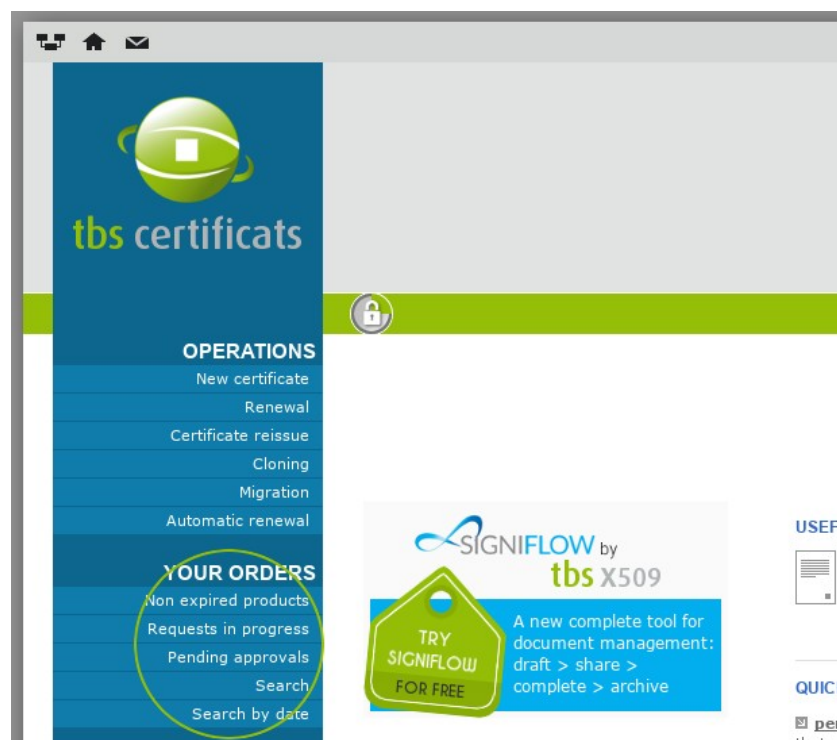 tbs certificats
OPERATIONS
New certificate
Renewal
Certificate reissue
Cloning
Migration
Automatic renewal
YOUR ORDERS
Non expired products
Requests in progress
Pending approvals
Search
Search by date
SIGNIFLOW by
tbs X509
TRY
SIGNIFLOW
FOR FREE
A new complete tool for
document management:
draft > share >
complete > archive